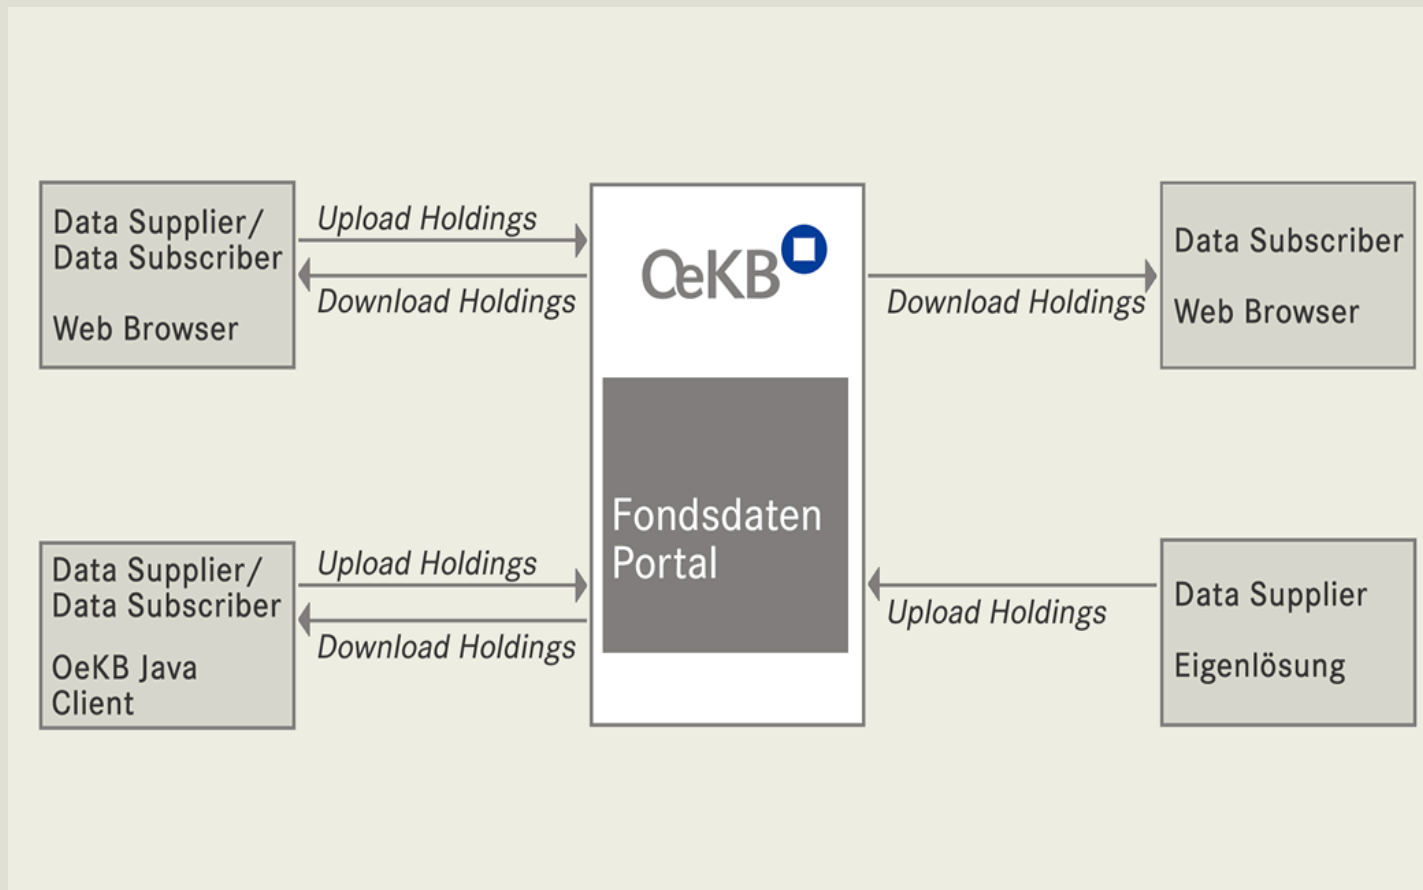 Data Supplier/
Data Subscriber
Web Browser
Upload Holdings
Download Holdings
OeKB
Fondsdaten
Portal
Download Holdings
Data Subscriber
Web Browser
Data Supplier/
Data Subscriber
OeKB Java
Client
Upload Holdings
Download Holdings
Upload Holdings
Data Supplier
Eigenlösung